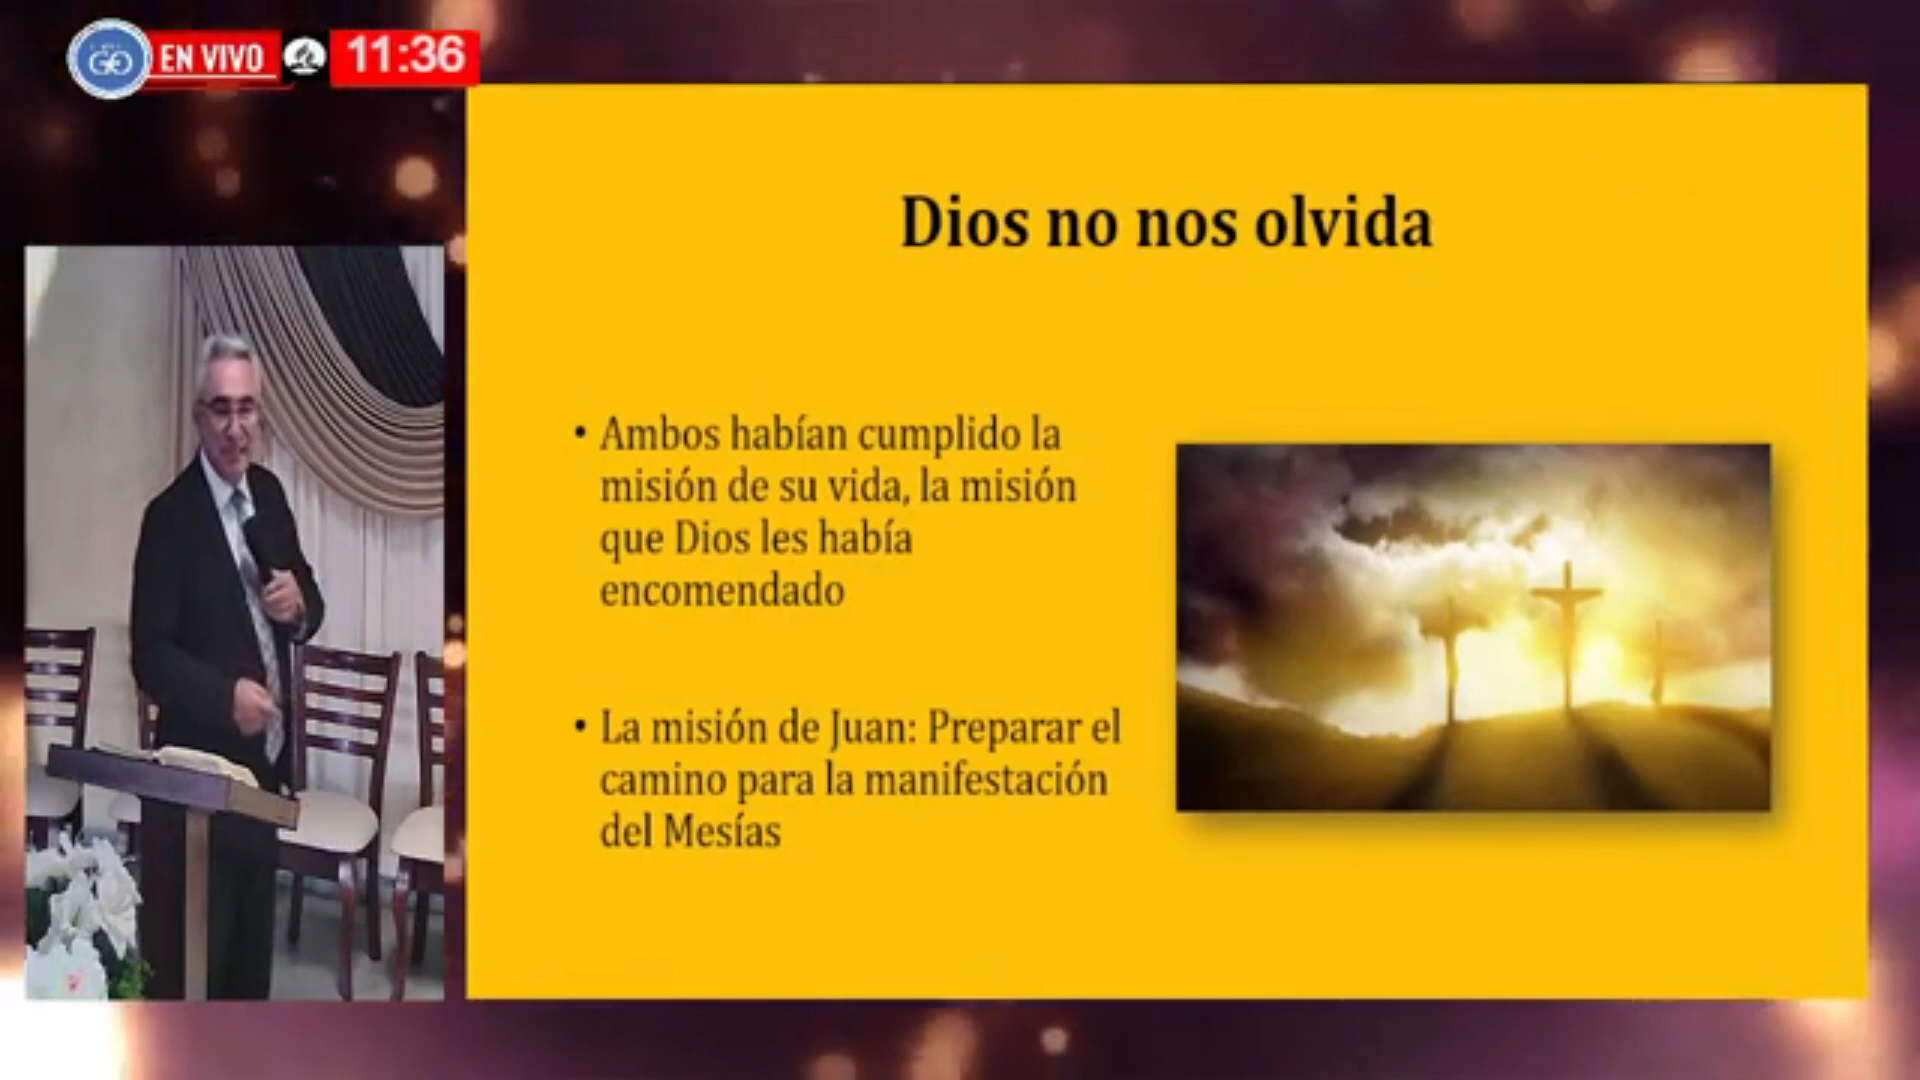 EN VIVO 11:36
Dios no nos olvida
• Ambos habían cumplido la
misión de su vida, la misión
que Dios les había
encomendado
• La misión de Juan: Preparar el
camino para la manifestación
del Mesías